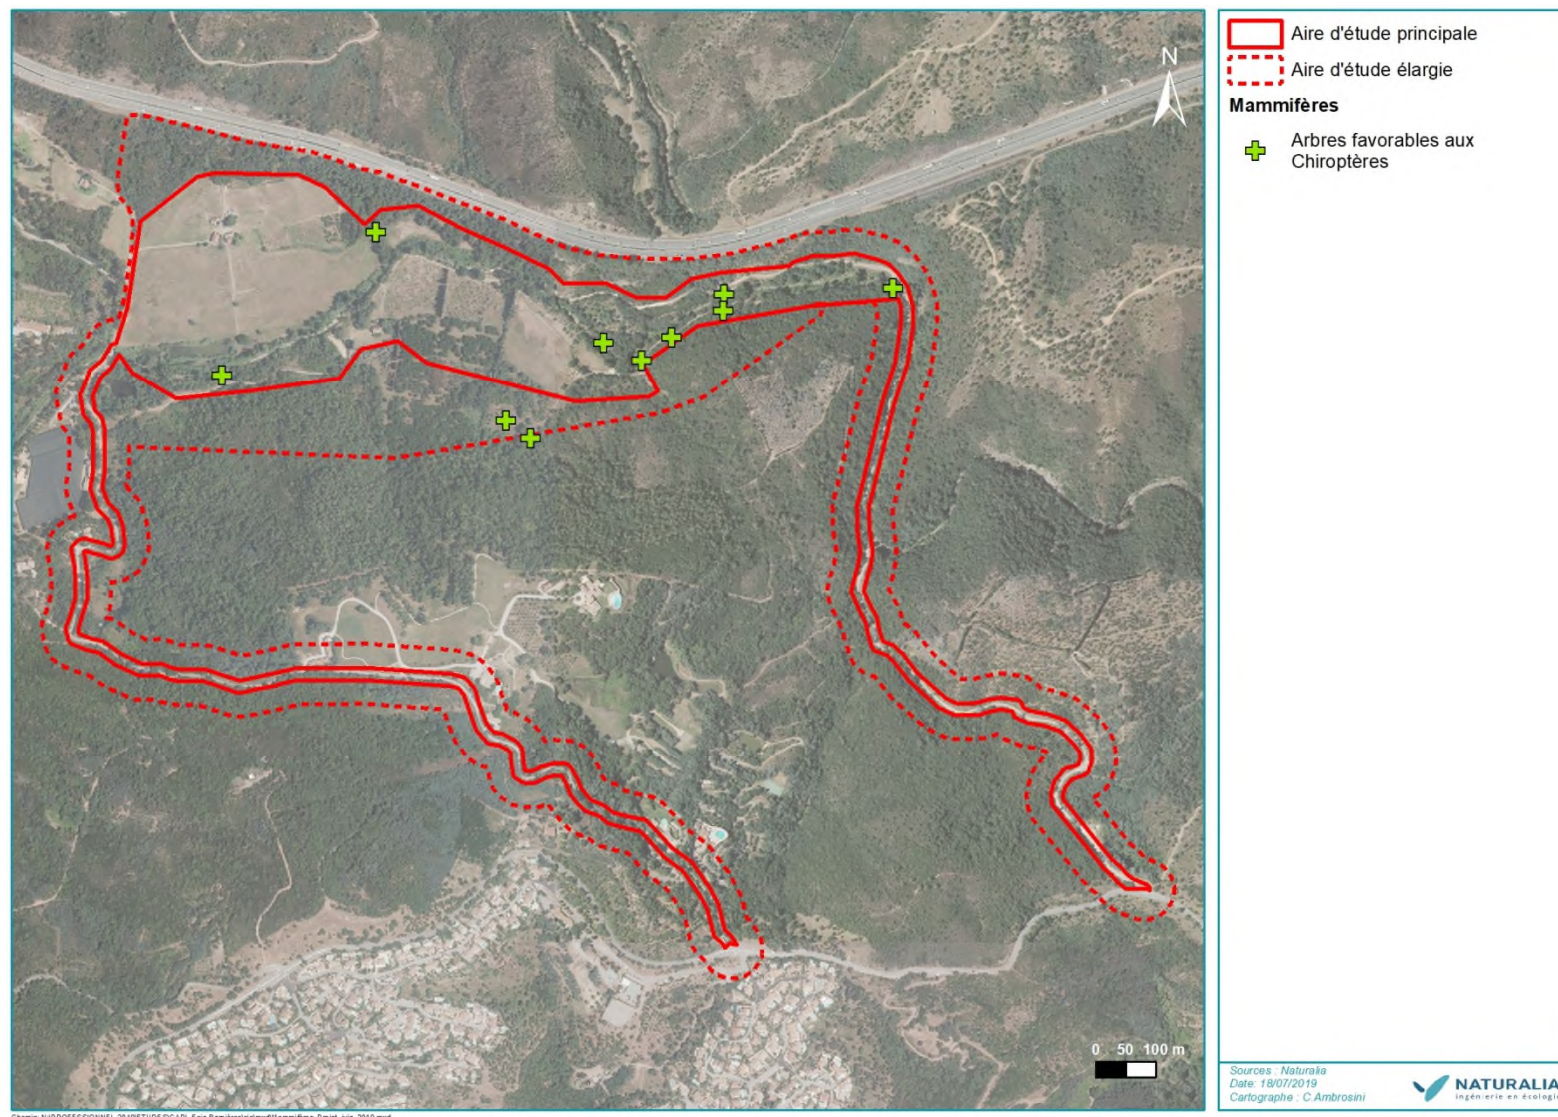 Aire d'étude principale
Aire d'étude élargie
Mammifères
Arbres favorables aux
Chiroptères
N
0 50 100 m
Sources : Naturalia
Date: 18/07/2019
Cartographe : C.Ambrosini
NATURALIA
Ingénierie en écologie